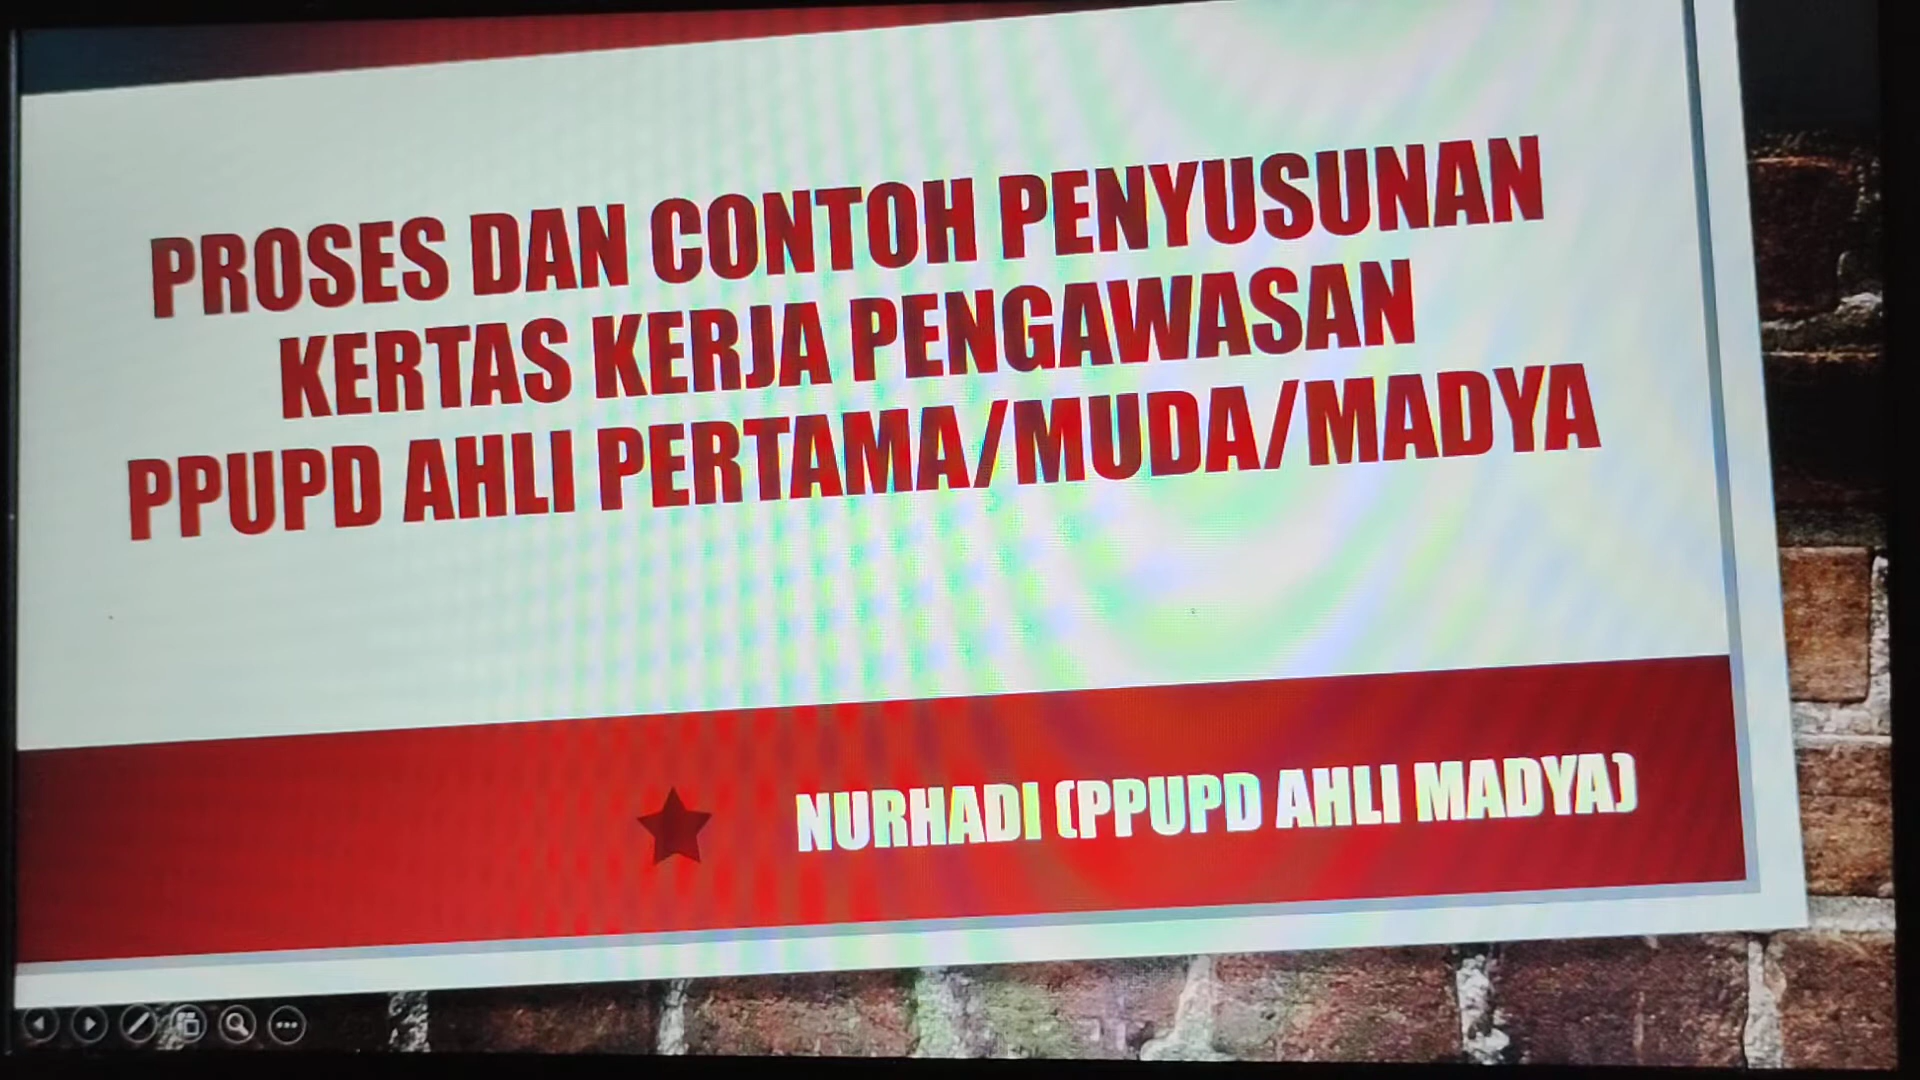 PROSES DAN CONTOH PENYUSUNAN
KERTAS KERJA PENGAWASAN
PPUPD AHLI PERTAMA/MUDA/MADYA
NURHADI (PPUPD AHLI MADYA)